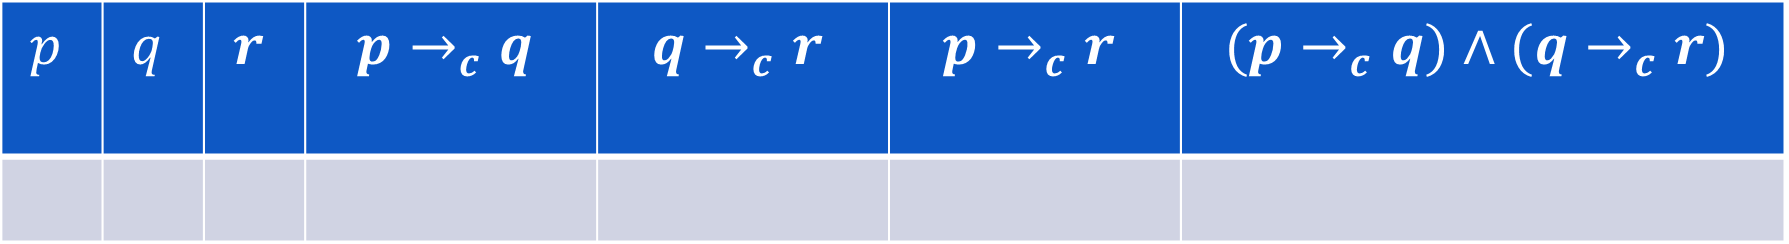 p q r p →c q q →c r p →c r (p →c q) ∧ (q →c r)